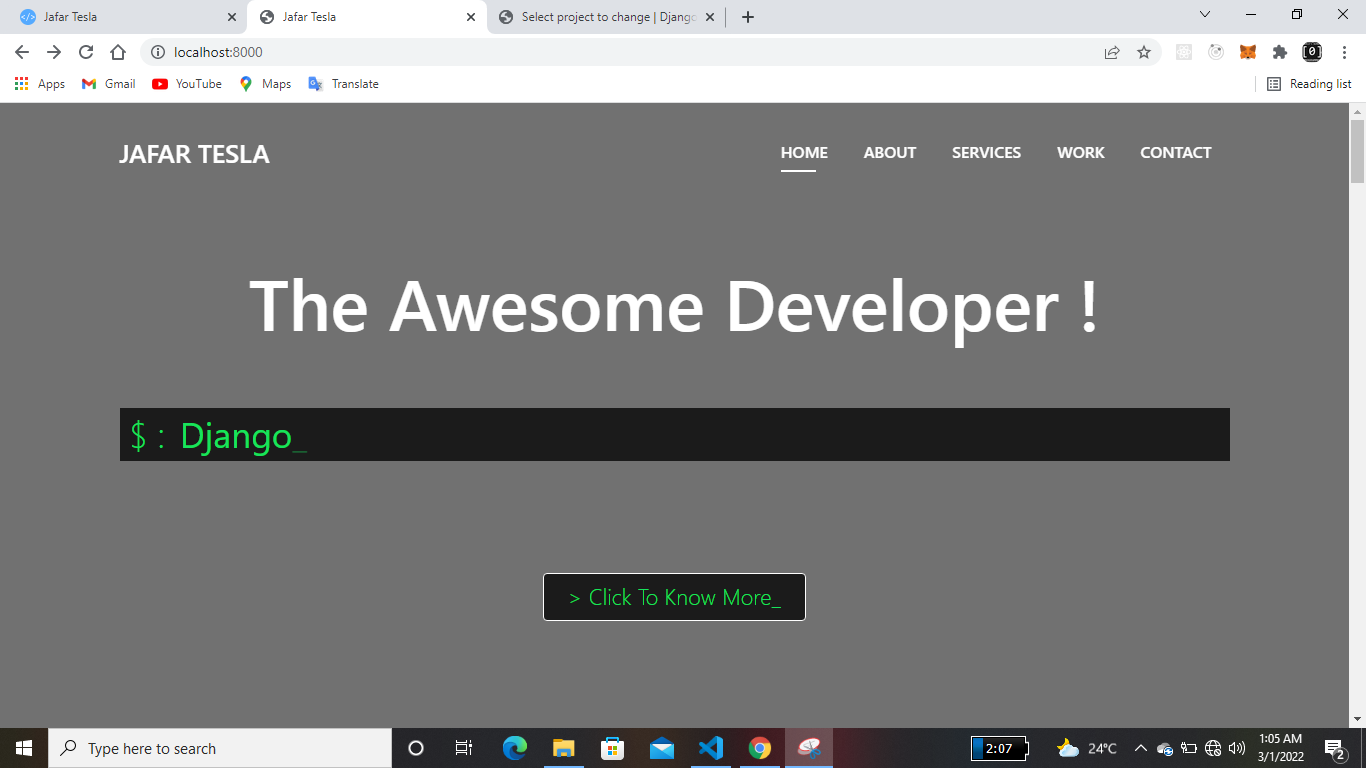 Jafar Tesla
Jafar Tesla
Select project to change | Django
localhost:8000
Apps
Gmail
YouTube
Maps
Translate
Reading list
JAFAR TESLA
HOME
ABOUT
SERVICES
WORK
CONTACT
The Awesome Developer !
$ : Django_
> Click To Know More_
Type here to search
2:07
24°C
1:05 AM
3/1/2022
2